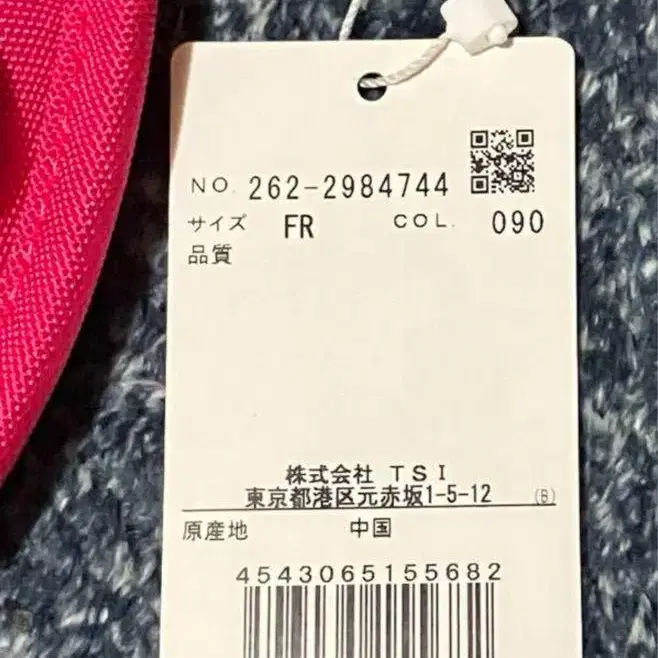 NO. 262-2984744
サイズ FR COL. 090
品質
株式会社 TSI
東京都港区元赤坂1-5-12 (B)
原産地 中国
4543065155682